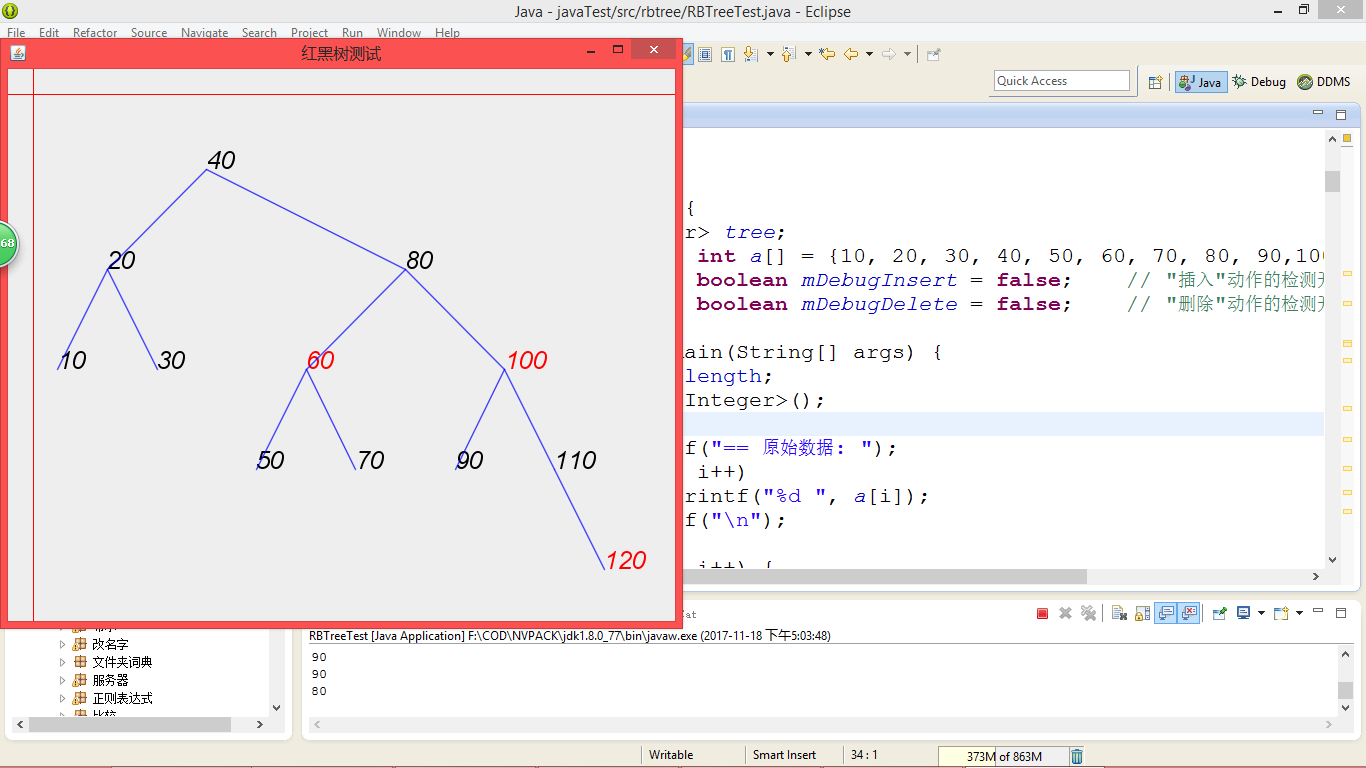 Java - javaTest/src/rbtree/RBTreeTest.java - Eclipse
File Edit Refactor Source Navigate Search Project Run Window Help
红黑树测试
Quick Access
Java Debug DDMS
40
20 80
10 30 60 100
50 70 90 110
120
68
{
r> tree;
int a[] = {10, 20, 30, 40, 50, 60, 70, 80, 90,100
boolean mDebugInsert = false; // "插入"动作的检测开
boolean mDebugDelete = false; // "删除"动作的检测开
ain(String[] args) {
length;
Integer>();
f("== 原始数据: ");
i++)
rintf("%d ", a[i]);
f("\n");
i++) {
RBTreeTest [Java Application] F:\COD\NVPACK\jdk1.8.0_77\bin\javaw.exe (2017-11-18 下午5:03:48)
90
90
80
改名字
文件夹词典
服务器
正则表达式
比较
Writable Smart Insert 34 : 1 373M of 863M